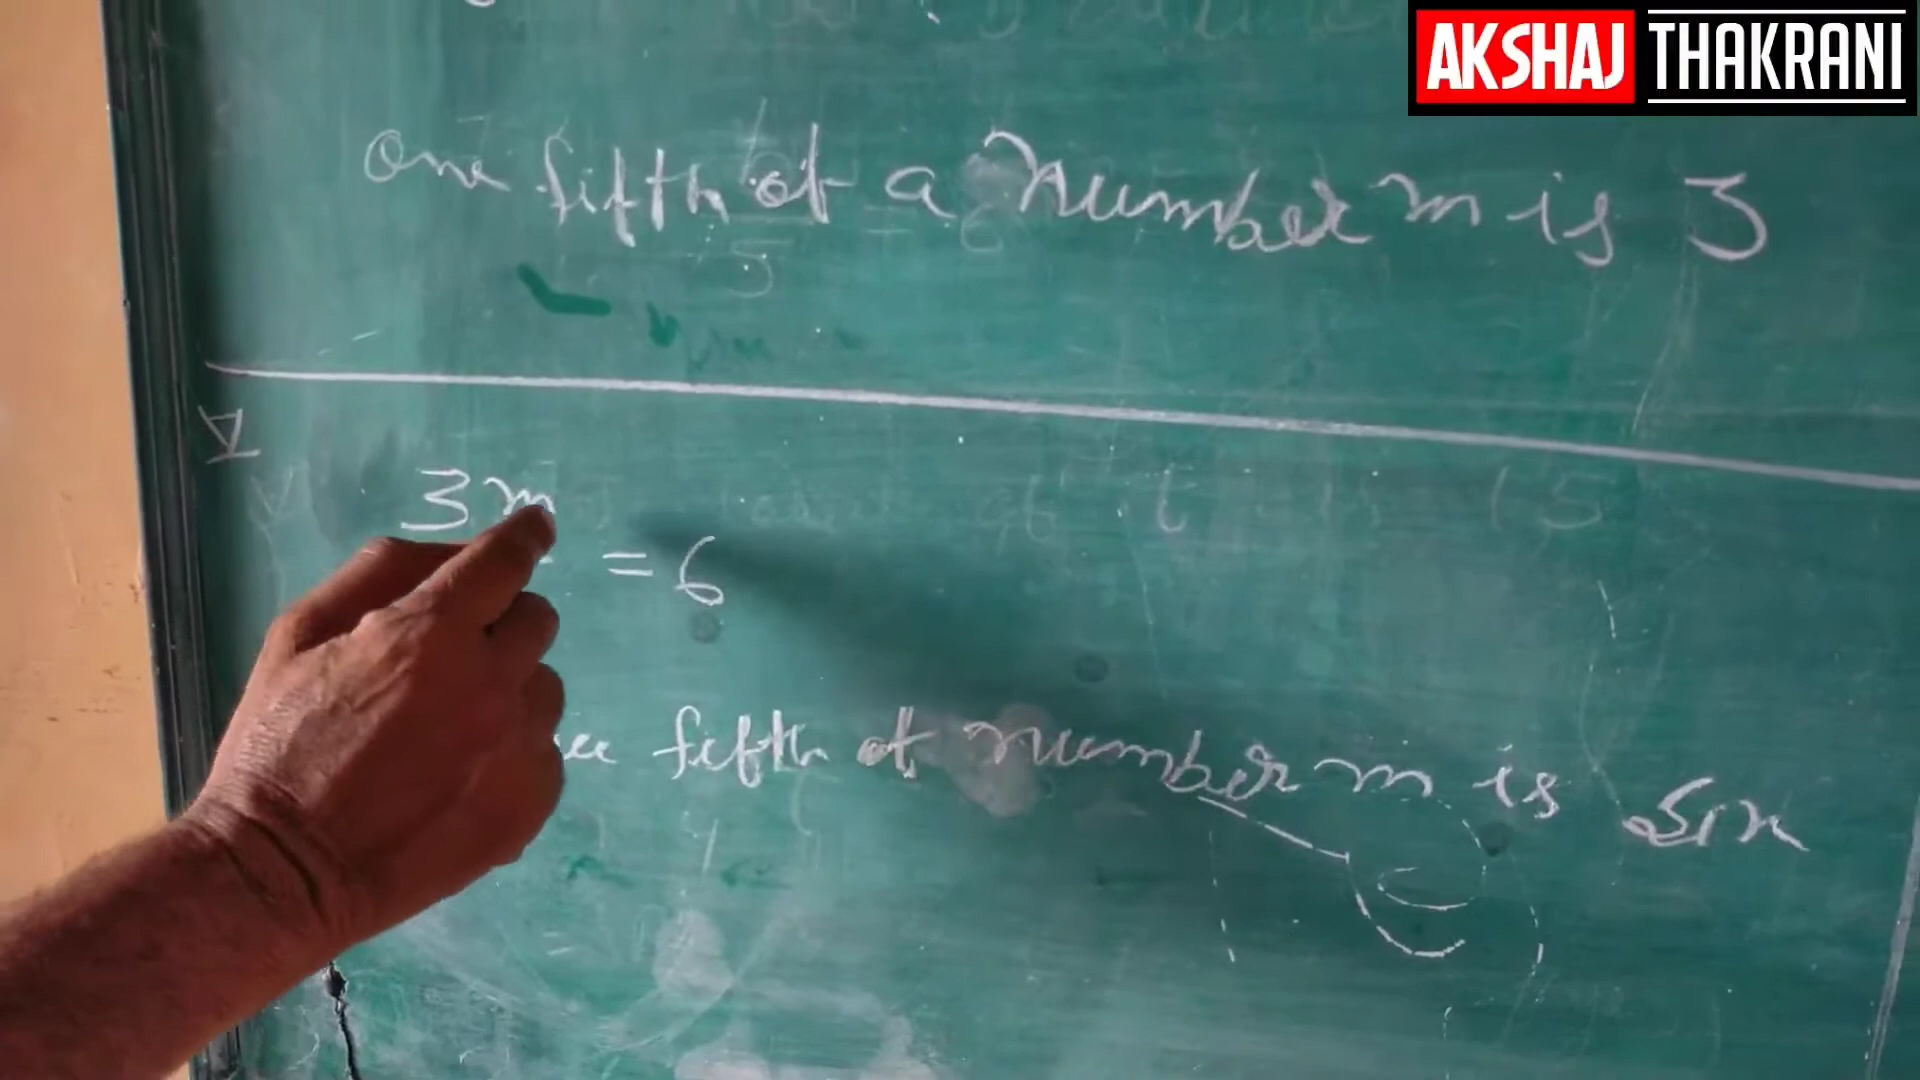 AKSHAJ THAKRANI
One fifth of a number m is 3
V
3m
= 6
fifth of number m is Six